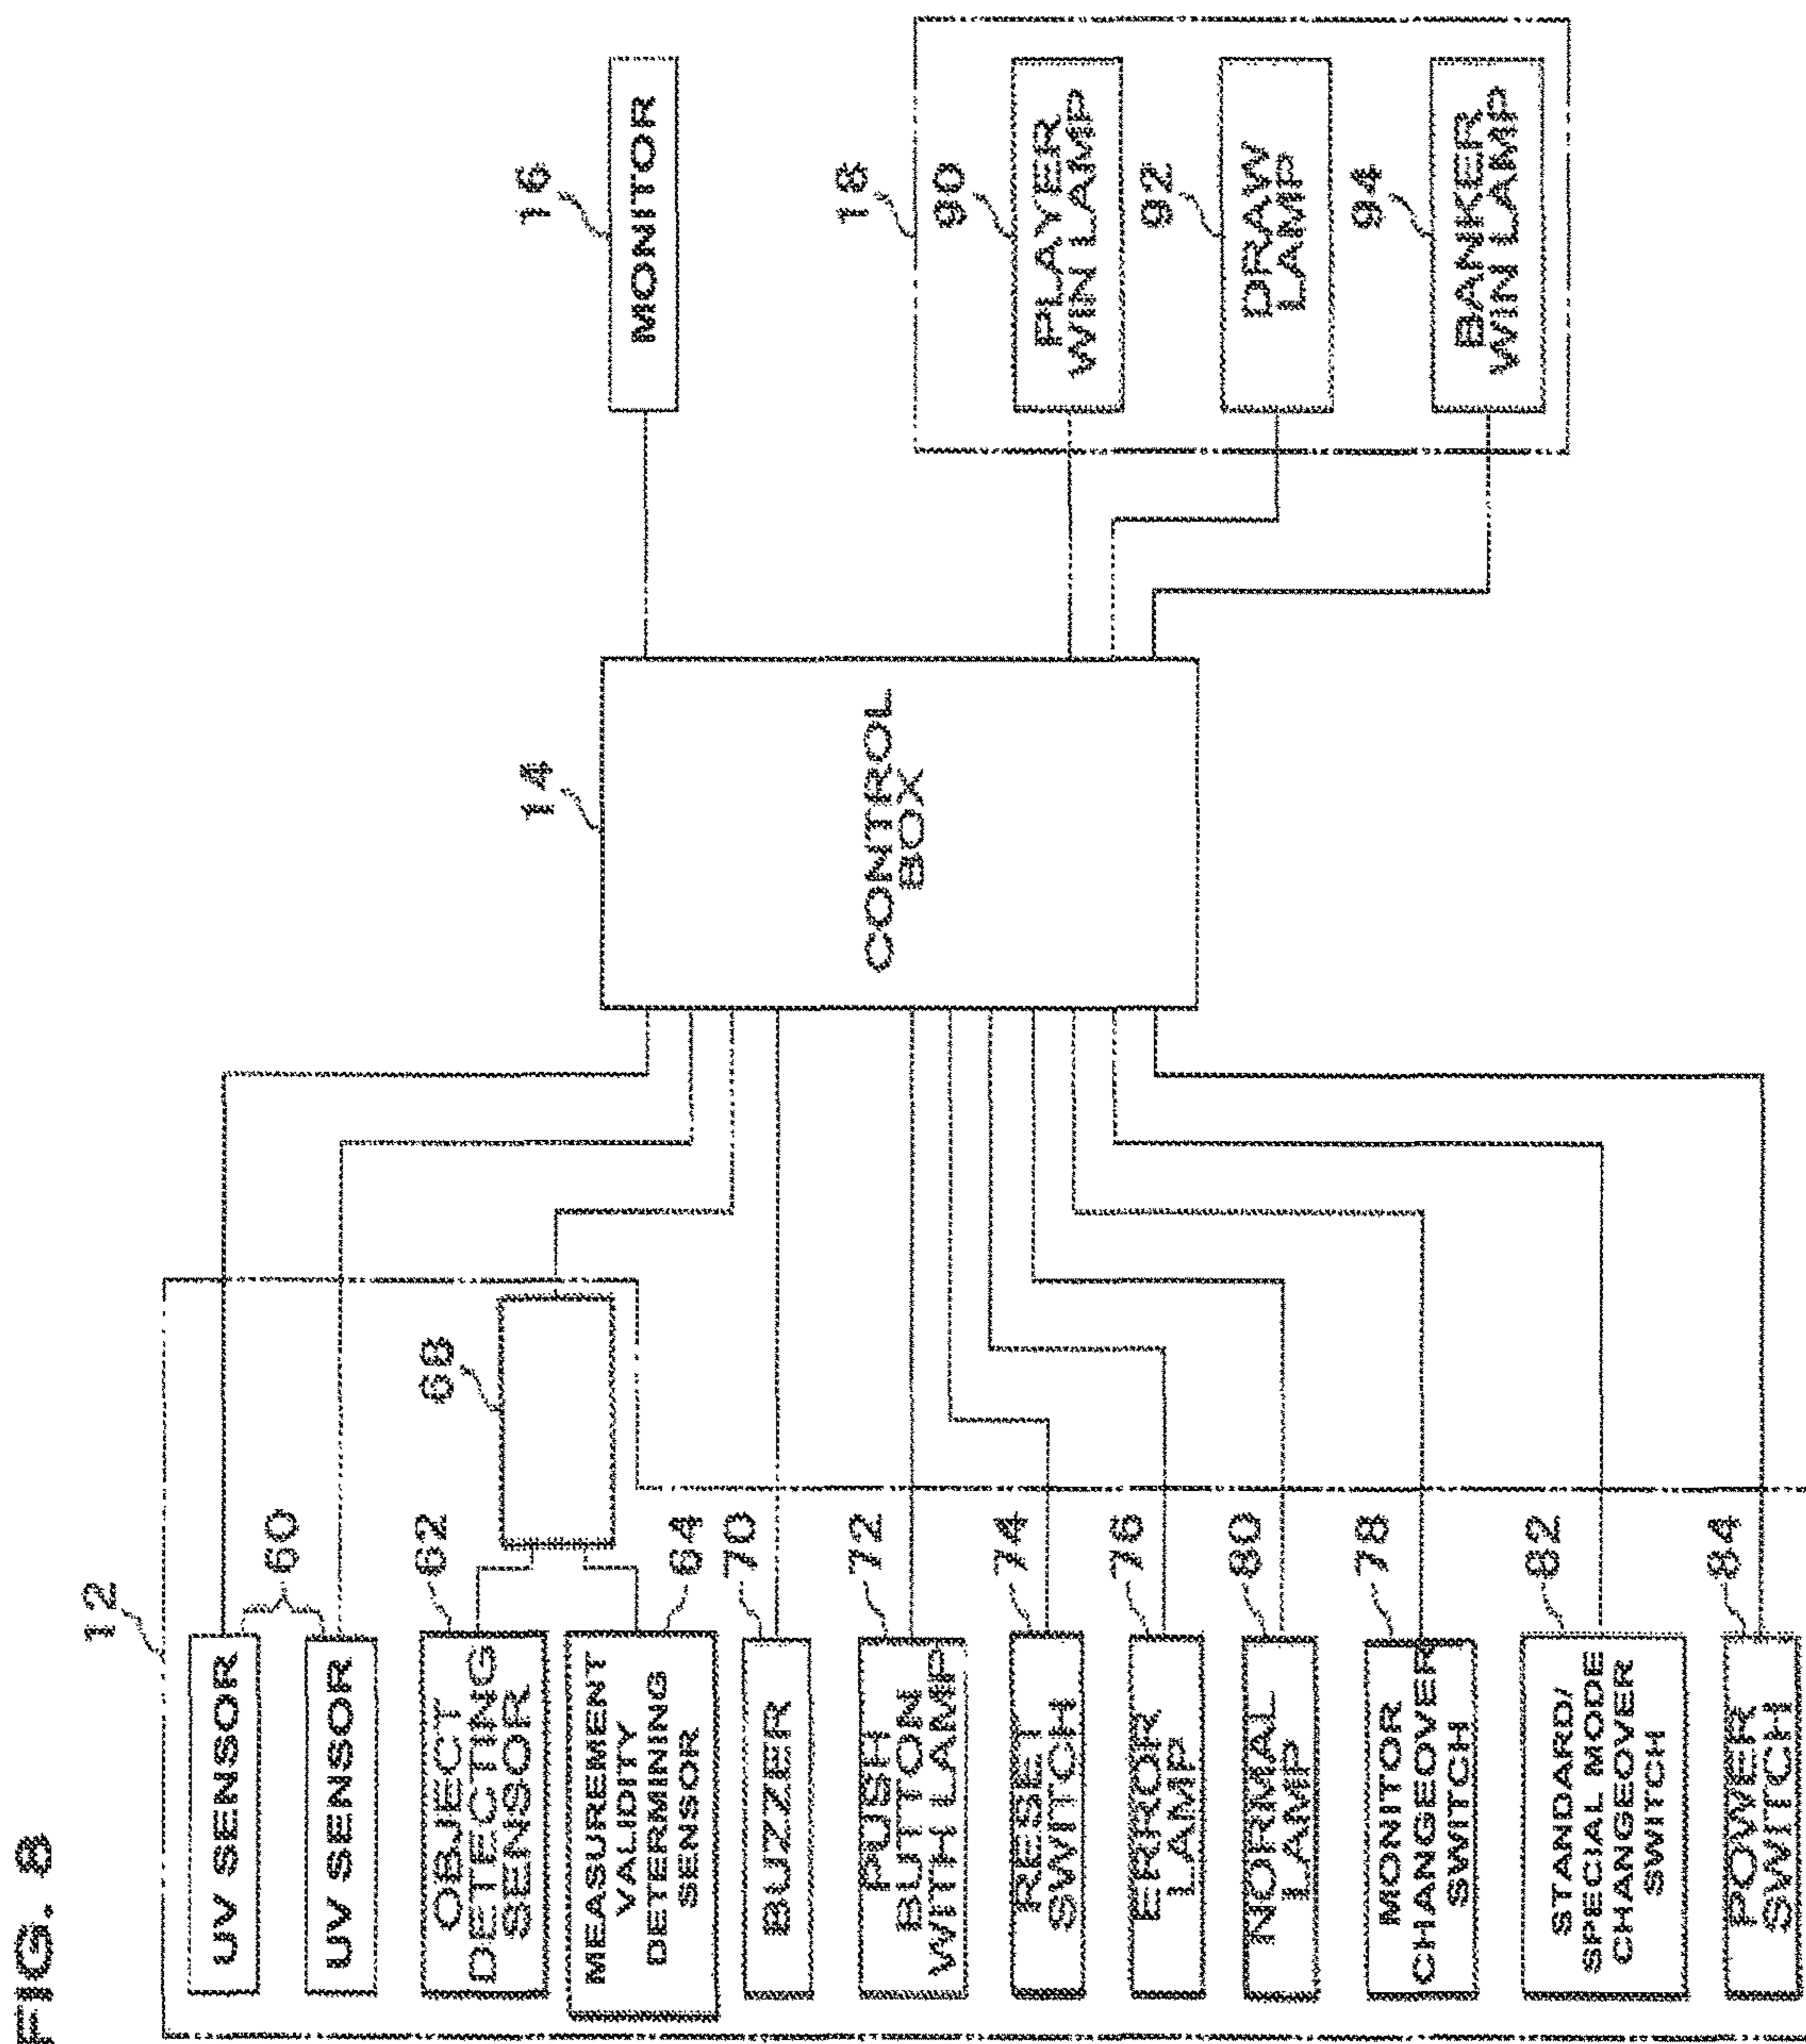 FIG. 8
12
UV SENSOR
60
UV SENSOR
62
OBJECT
DETECTING
SENSOR
68
MEASUREMENT
VALIDITY
DETERMINING
SENSOR
64
BUZZER
70
PUSH
BUTTON
WITH LAMP
72
RESET
SWITCH
74
ERROR
LAMP
76
NORMAL
LAMP
80
MONITOR
CHANGEOVER
SWITCH
78
STANDARD/
SPECIAL MODE
CHANGEOVER
SWITCH
82
POWER
SWITCH
84
14
CONTROL
BOX
16
MONITOR
18
90
PLAYER
WIN LAMP
92
DRAW
LAMP
94
BANKER
WIN LAMP